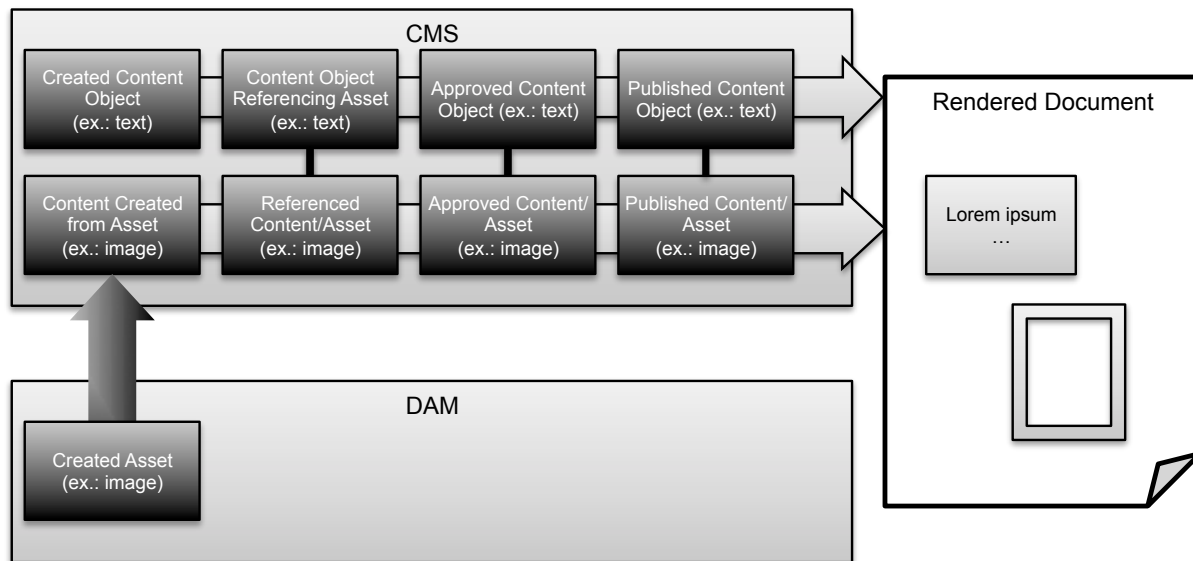 CMS
Created Content
Object
(ex.: text)
Content Object
Referencing Asset
(ex.: text)
Approved Content
Object (ex.: text)
Published Content
Object (ex.: text)
Content Created
from Asset
(ex.: image)
Referenced
Content/Asset
(ex.: image)
Approved Content/
Asset
(ex.: image)
Published Content/
Asset
(ex.: image)
DAM
Created Asset
(ex.: image)
Rendered Document
Lorem ipsum
…